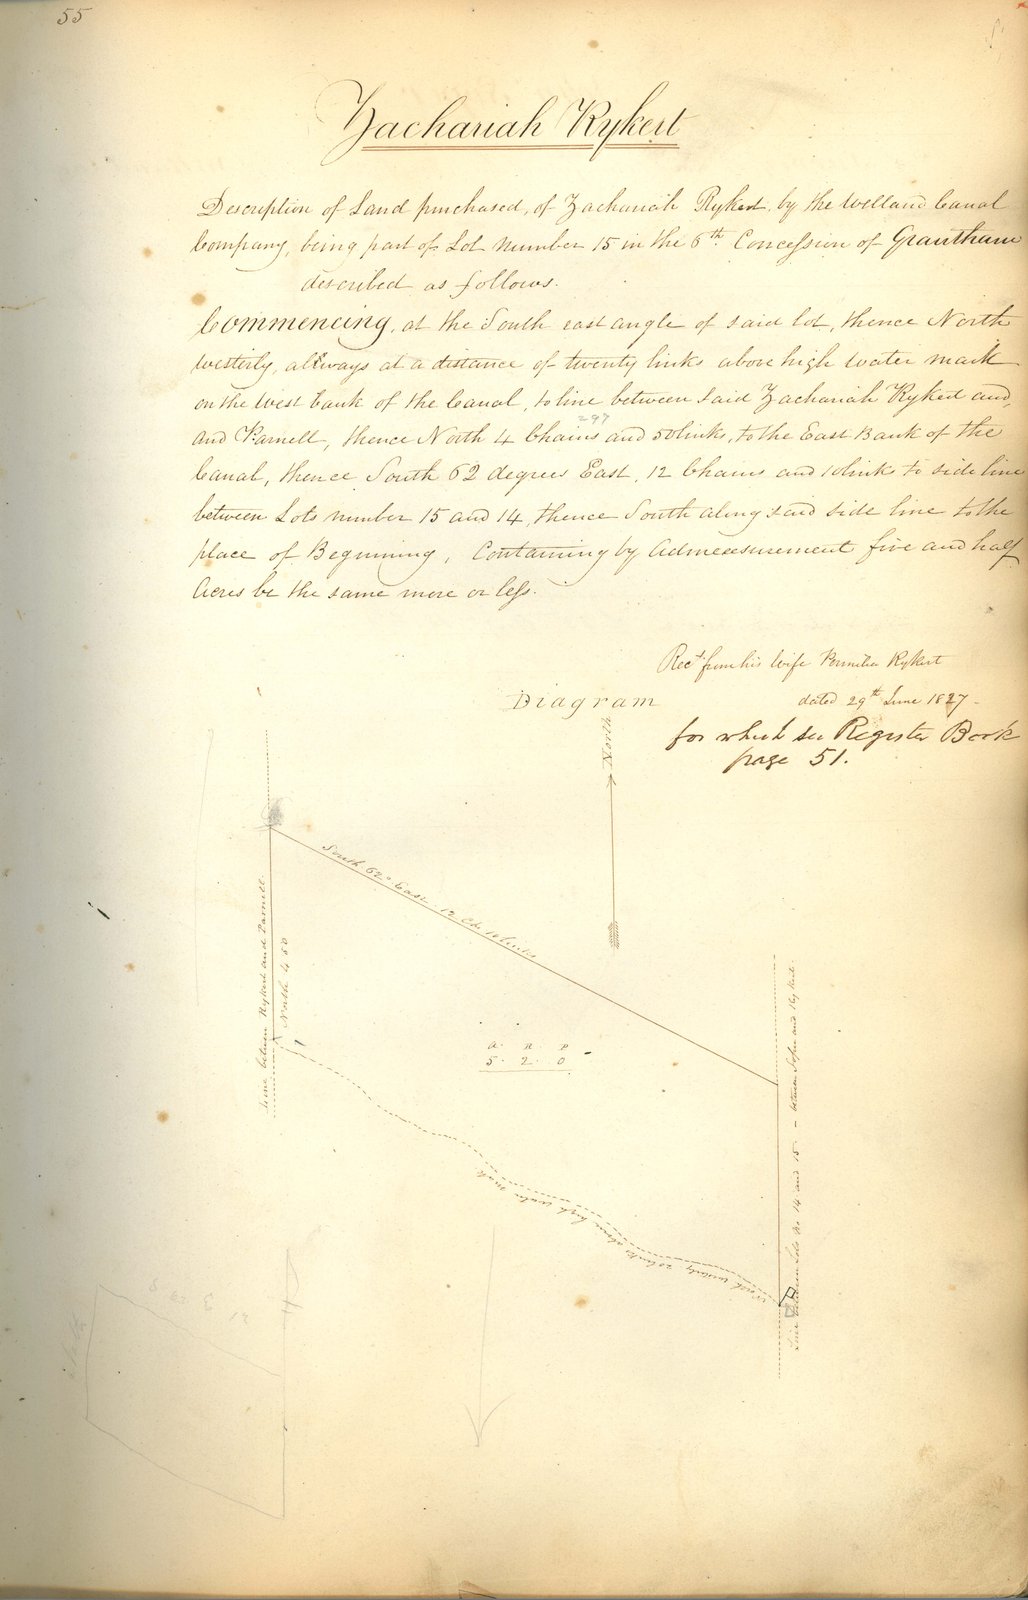 55
Zachariah Rykert
Description of Land purchased, of Zachariah Rykert, by the Welland Canal
Company, being part of Lot number 15 in the 6th Concession of Grantham
described as follows.
Commencing, at the South east angle of said lot, thence North
westerly, allways at a distance of twenty links above high water mark
on the West bank of the Canal, to line between said Zachariah Rykert and,
297
and Parnell, thence North 4 Chains and 50 links, to the East Bank of the
Canal, thence South 62 degrees East, 12 Chains and 10 links to side line
between Lots number 15 and 14, thence South along said side line to the
place of Beginning, Containing by Admeasurement five and half
Acres be the same more or less.
Recd from his Wife Permilia Rykert
Diagram
dated 29th June 1827
for which see Register Book
page 51.
North
South 62° East 12 Ch. 10 links
Line between Rykert and Parnell
North 4 50
A. R. P
5. 2. 0
North westerly 20 links above high water mark
Line between Lots No 14 and 15 - between and Rykert